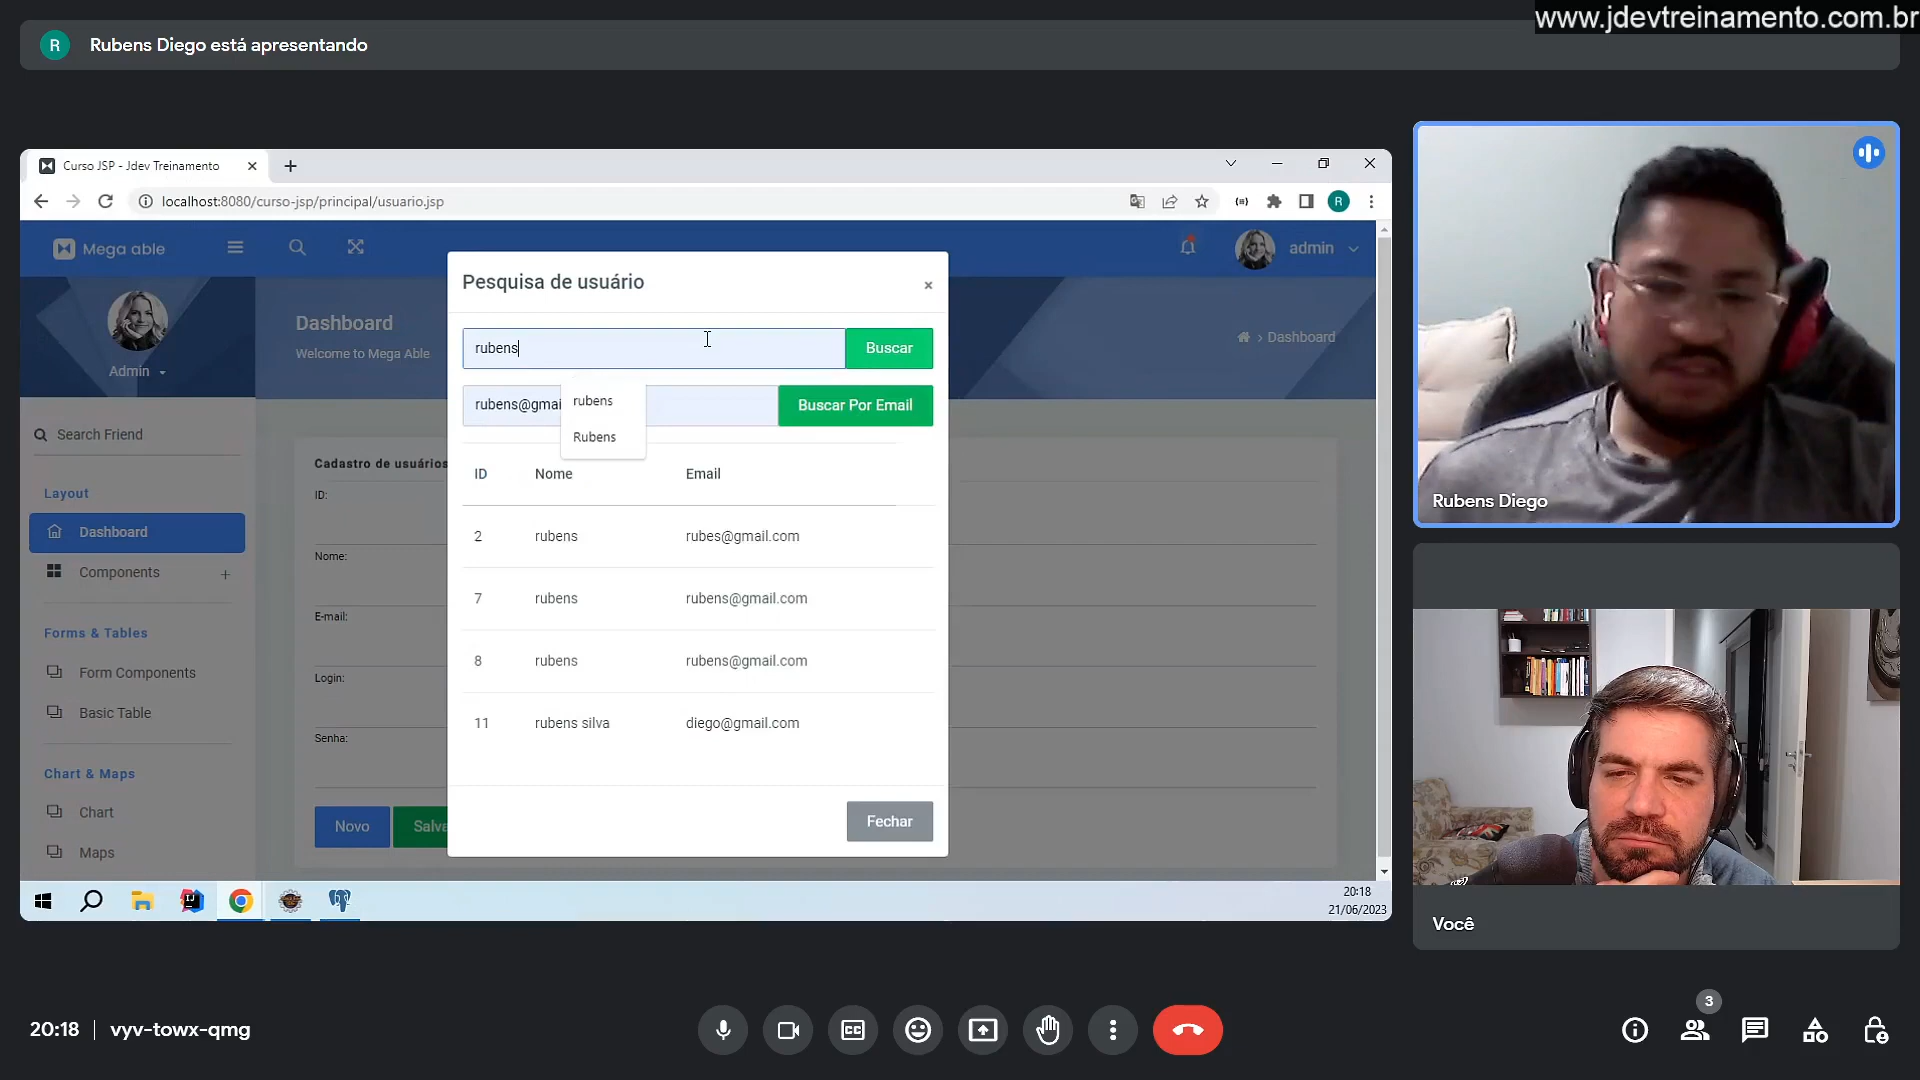 www.jdevtreinamento.com.br
R Rubens Diego está apresentando
Curso JSP - Jdev Treinamento
localhost:8080/curso-jsp/principal/usuario.jsp
R
Mega able
admin
Admin
Dashboard
Welcome to Mega Able
Dashboard
Search Friend
Layout
Dashboard
Components
Forms & Tables
Form Components
Basic Table
Chart & Maps
Chart
Maps
Cadastro de usuários
ID:
Nome:
E-mail:
Login:
Senha:
Novo
Salva
Pesquisa de usuário
rubens
Buscar
rubens@gmai
Buscar Por Email
rubens
Rubens
ID Nome Email
2 rubens rubes@gmail.com
7 rubens rubens@gmail.com
8 rubens rubens@gmail.com
11 rubens silva diego@gmail.com
Fechar
20:18
21/06/2023
Rubens Diego
Você
20:18 vyv-towx-qmg
3